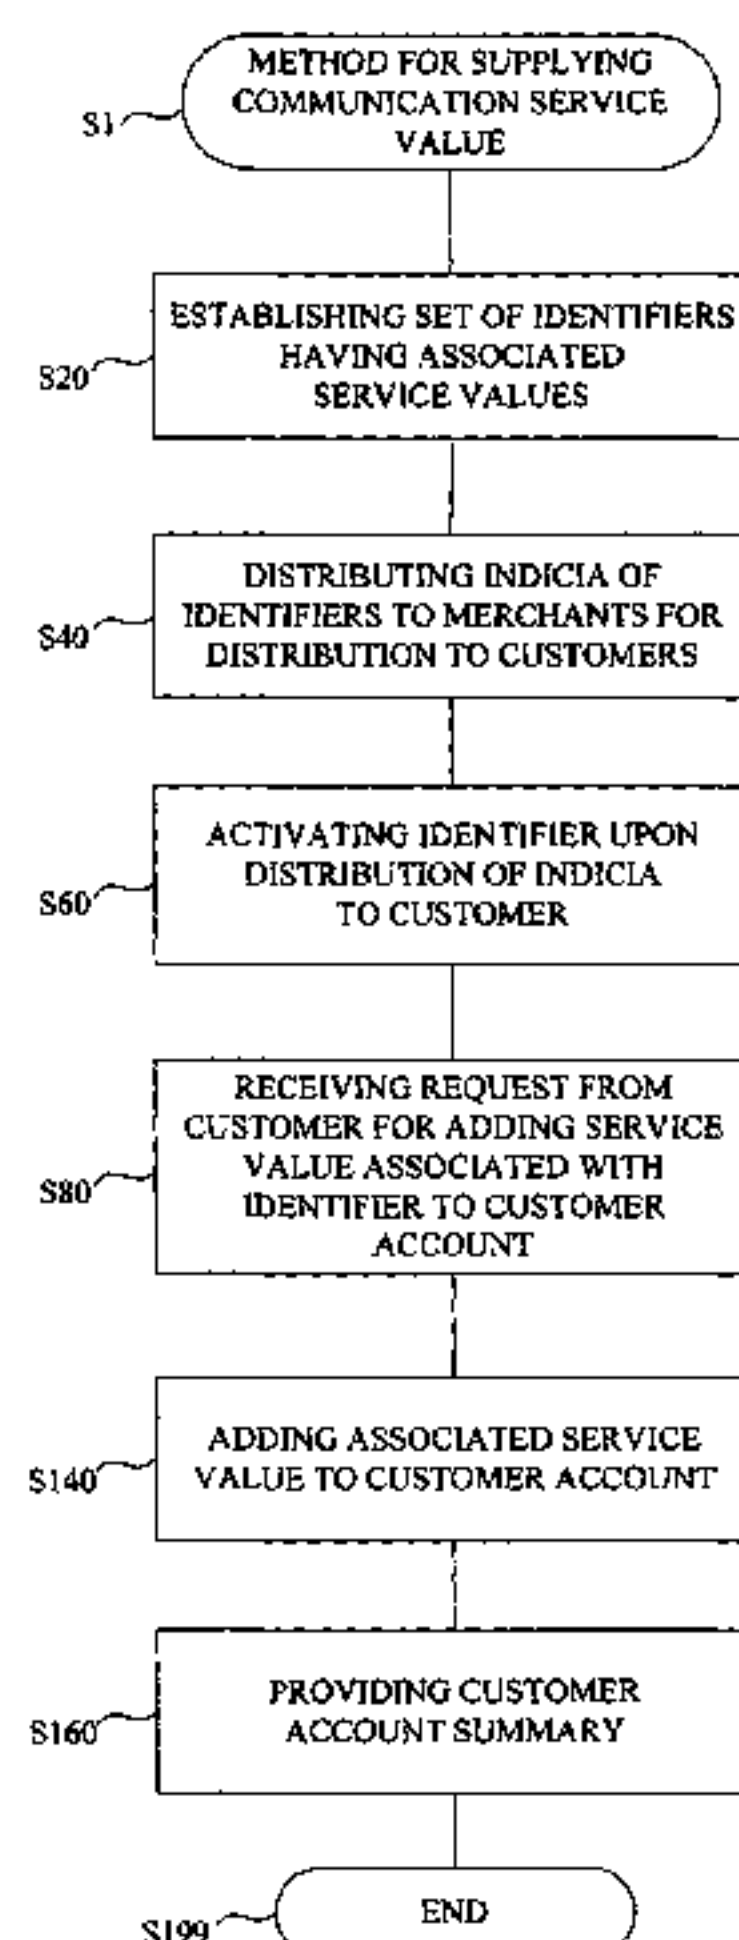 METHOD FOR SUPPLYING
COMMUNICATION SERVICE
VALUE
S1
ESTABLISHING SET OF IDENTIFIERS
HAVING ASSOCIATED
SERVICE VALUES
S20
DISTRIBUTING INDICIA OF
IDENTIFIERS TO MERCHANTS FOR
DISTRIBUTION TO CUSTOMERS
S40
ACTIVATING IDENTIFIER UPON
DISTRIBUTION OF INDICIA
TO CUSTOMER
S60
RECEIVING REQUEST FROM
CUSTOMER FOR ADDING SERVICE
VALUE ASSOCIATED WITH
IDENTIFIER TO CUSTOMER
ACCOUNT
S80
ADDING ASSOCIATED SERVICE
VALUE TO CUSTOMER ACCOUNT
S140
PROVIDING CUSTOMER
ACCOUNT SUMMARY
S160
END
S199